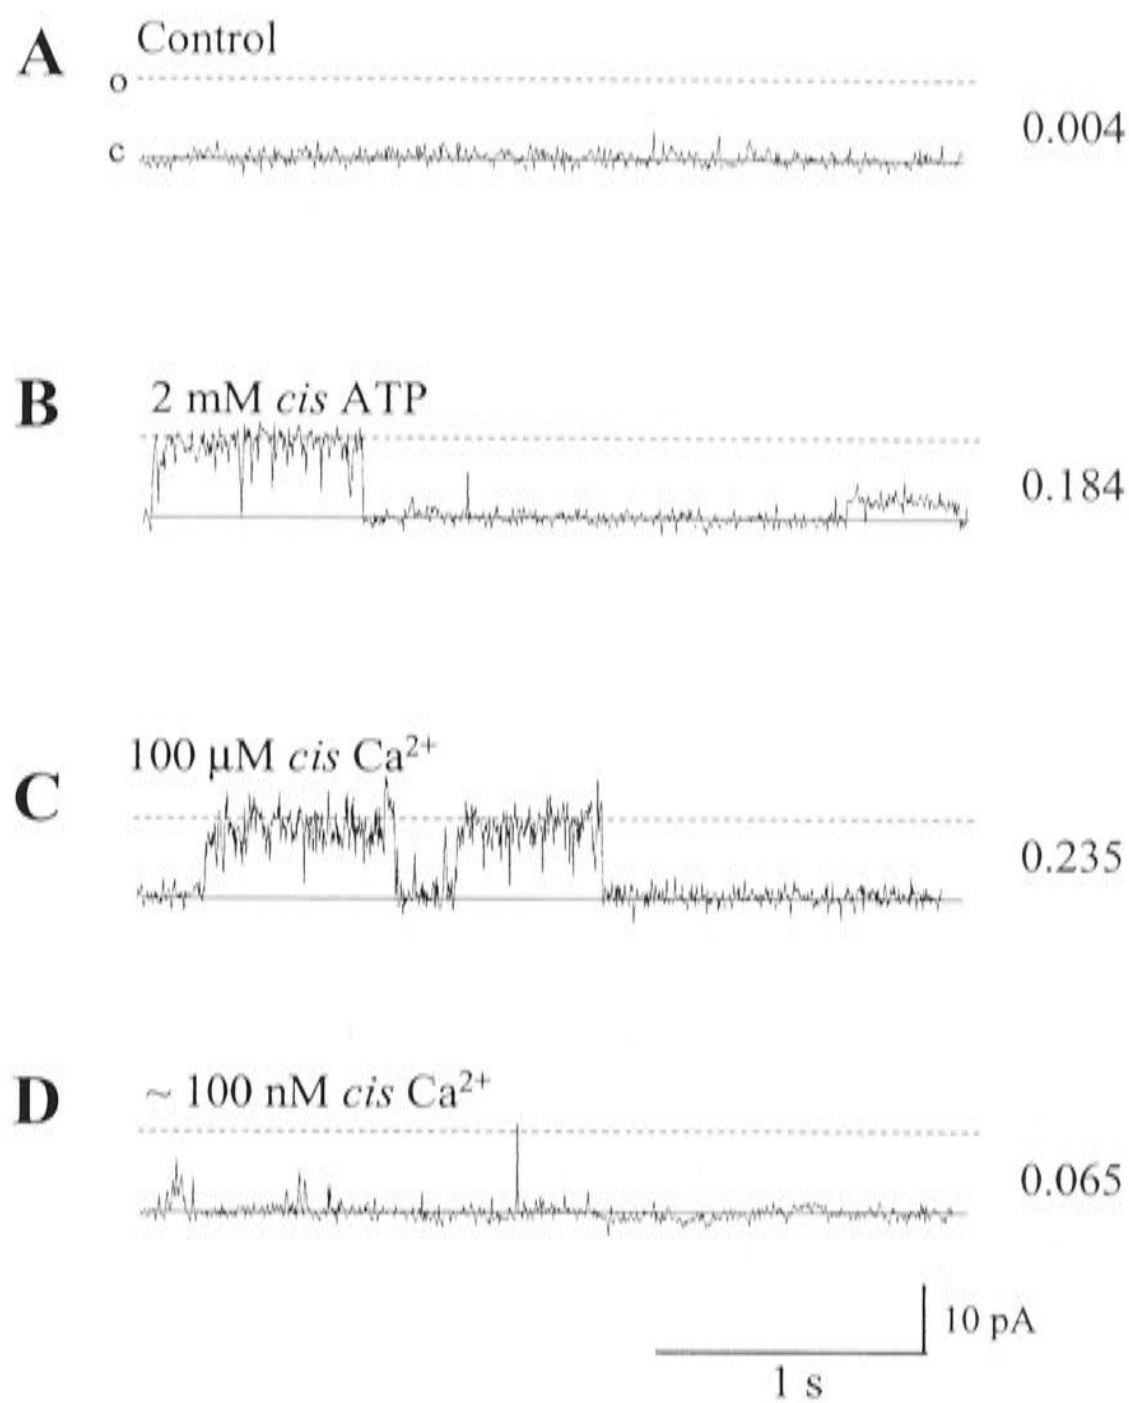 A Control
o
0.004
c
B 2 mM cis ATP
0.184
100 μM cis Ca²⁺
C
0.235
D ~ 100 nM cis Ca²⁺
0.065
10 pA
1 s